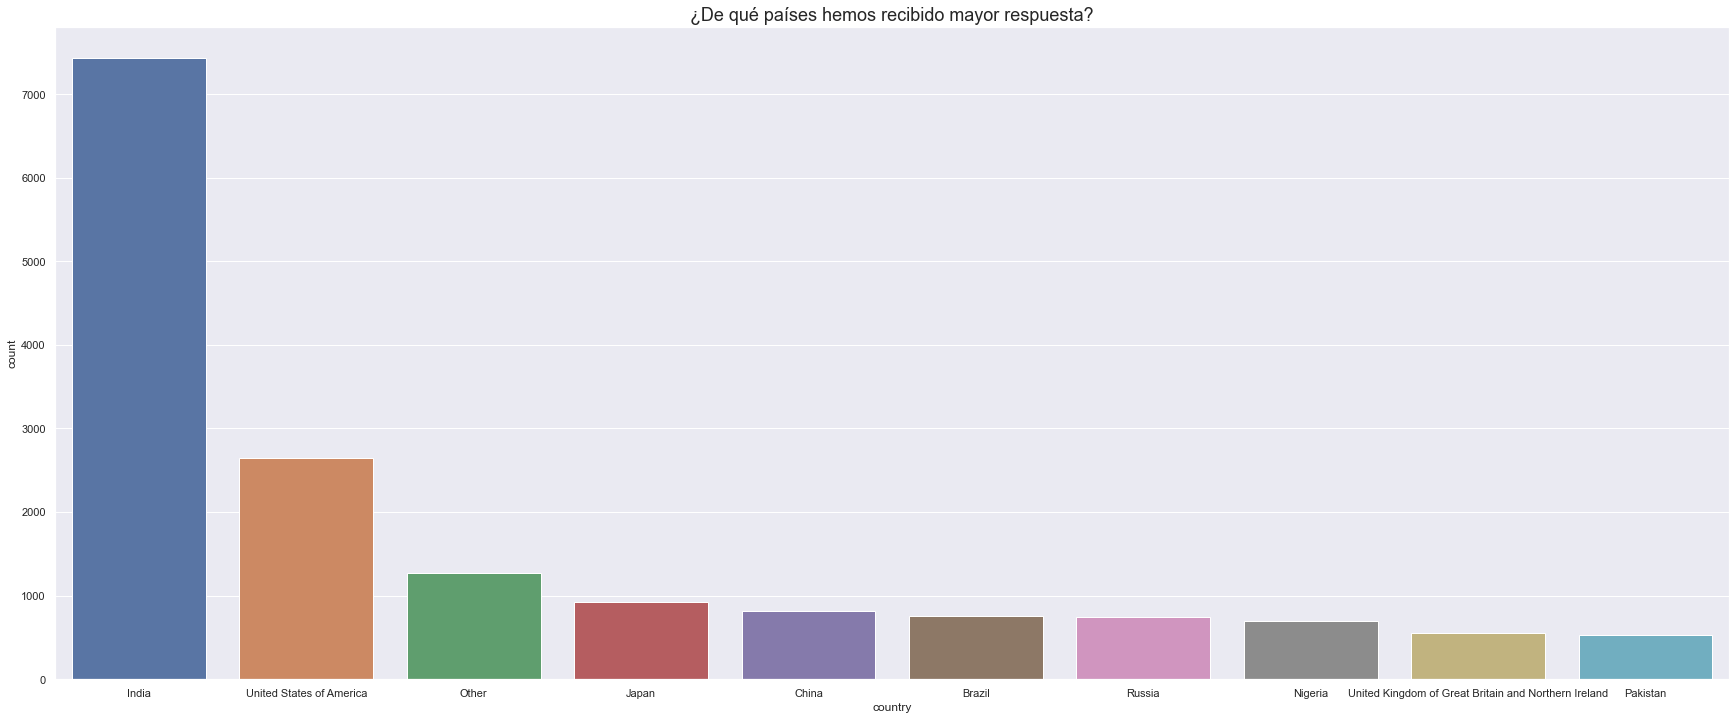 ¿De qué países hemos recibido mayor respuesta?
7000
6000
5000
4000
3000
2000
1000
0
count
India United States of America Other Japan China Brazil Russia Nigeria United Kingdom of Great Britain and Northern Ireland Pakistan
country